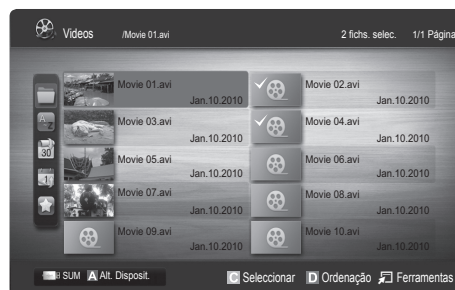 Videos /Movie 01.avi 2 fichs. selec. 1/1 Página
Movie 01.avi Movie 02.avi
Jan.10.2010 Jan.10.2010
Movie 03.avi Movie 04.avi
Jan.10.2010 Jan.10.2010
Movie 05.avi Movie 06.avi
Jan.10.2010 Jan.10.2010
Movie 07.avi Movie 08.avi
Jan.10.2010 Jan.10.2010
Movie 09.avi Movie 10.avi
Jan.10.2010 Jan.10.2010
A Z
30
-1
SUM A Alt. Disposit. C Seleccionar D Ordenação Ferramentas